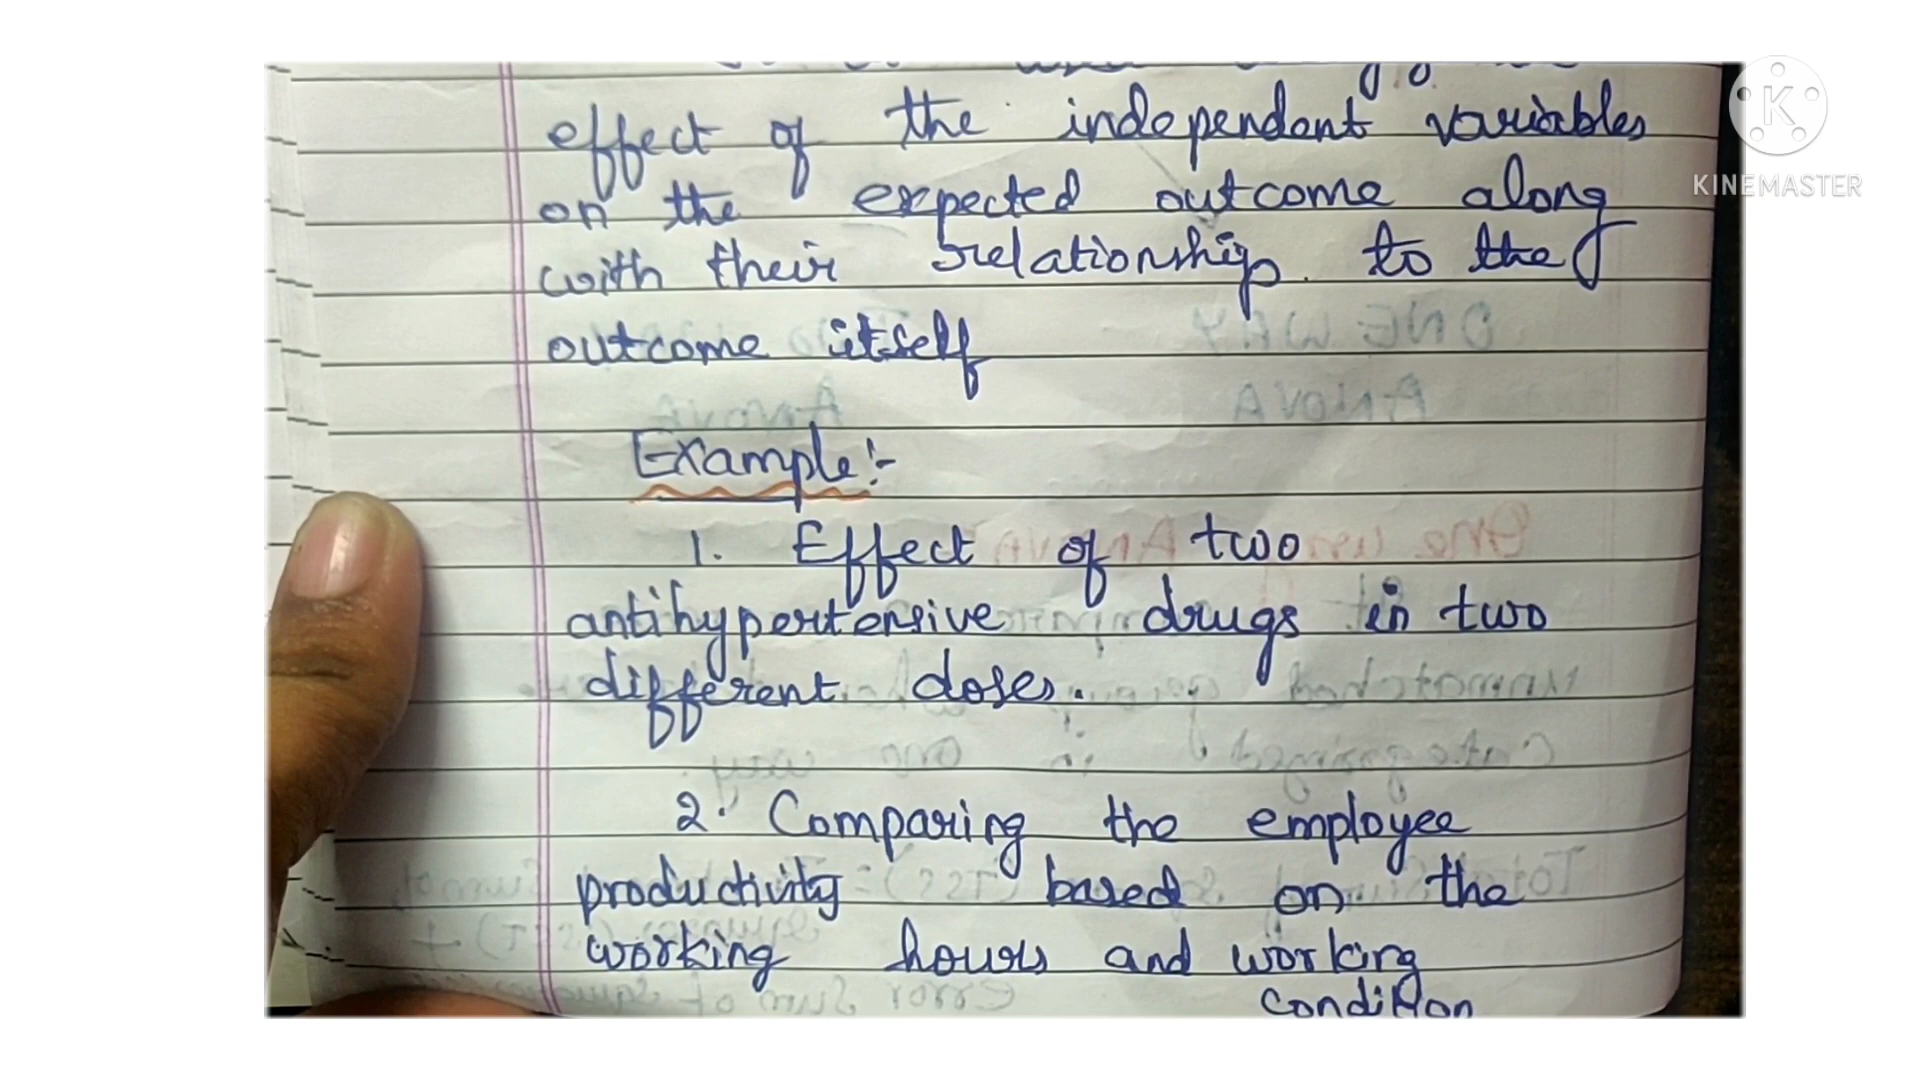 effect of the independent variables
on the expected outcome along
with their relationship to the
outcome itself
Example:-
1. Effect of two
antihypertensive drugs in two
different doses.
2. Comparing the employee
productivity based on the
working hours and working
condition
K
KINEMASTER